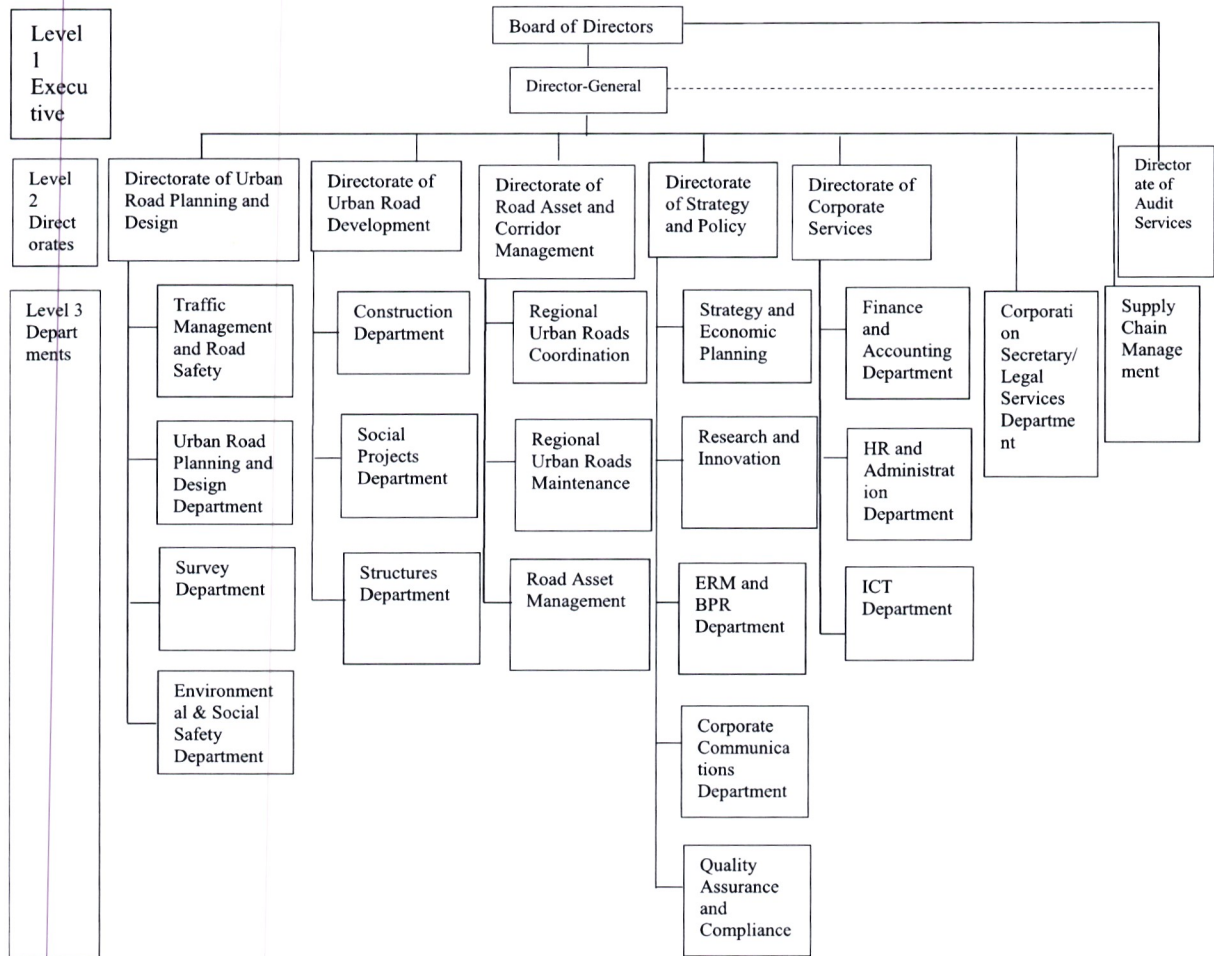 Level
1
Execu
tive
Board of Directors
Director-General
Level
2
Direct
orates
Directorate of Urban
Road Planning and
Design
Directorate of
Urban Road
Development
Directorate of
Road Asset and
Corridor
Management
Directorate
of Strategy
and Policy
Directorate of
Corporate
Services
Director
ate of
Audit
Services
Level 3
Depart
ments
Traffic
Management
and Road
Safety
Urban Road
Planning and
Design
Department
Survey
Department
Environment
al & Social
Safety
Department
Construction
Department
Social
Projects
Department
Structures
Department
Regional
Urban Roads
Coordination
Regional
Urban Roads
Maintenance
Road Asset
Management
Strategy and
Economic
Planning
Research and
Innovation
ERM and
BPR
Department
Corporate
Communica
tions
Department
Quality
Assurance
and
Compliance
Finance
and
Accounting
Department
HR and
Administrat
ion
Department
ICT
Department
Corporati
on
Secretary/
Legal
Services
Departme
nt
Supply
Chain
Manage
ment